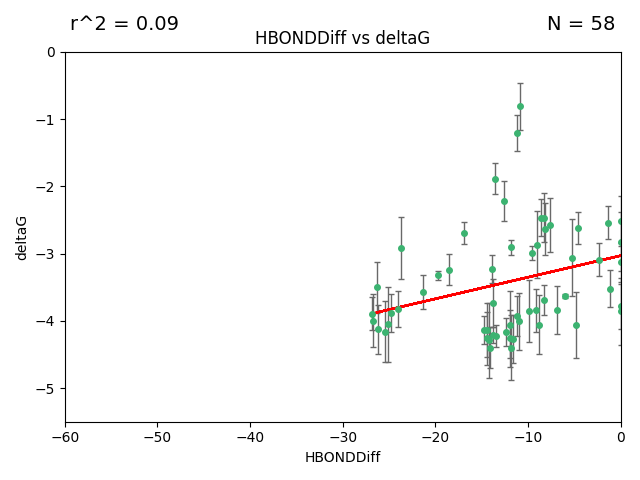 r^2 = 0.09
N = 58
HBONDDiff vs deltaG
0
−1
−2
−3
−4
−5
deltaG
−60 −50 −40 −30 −20 −10 0
HBONDDiff